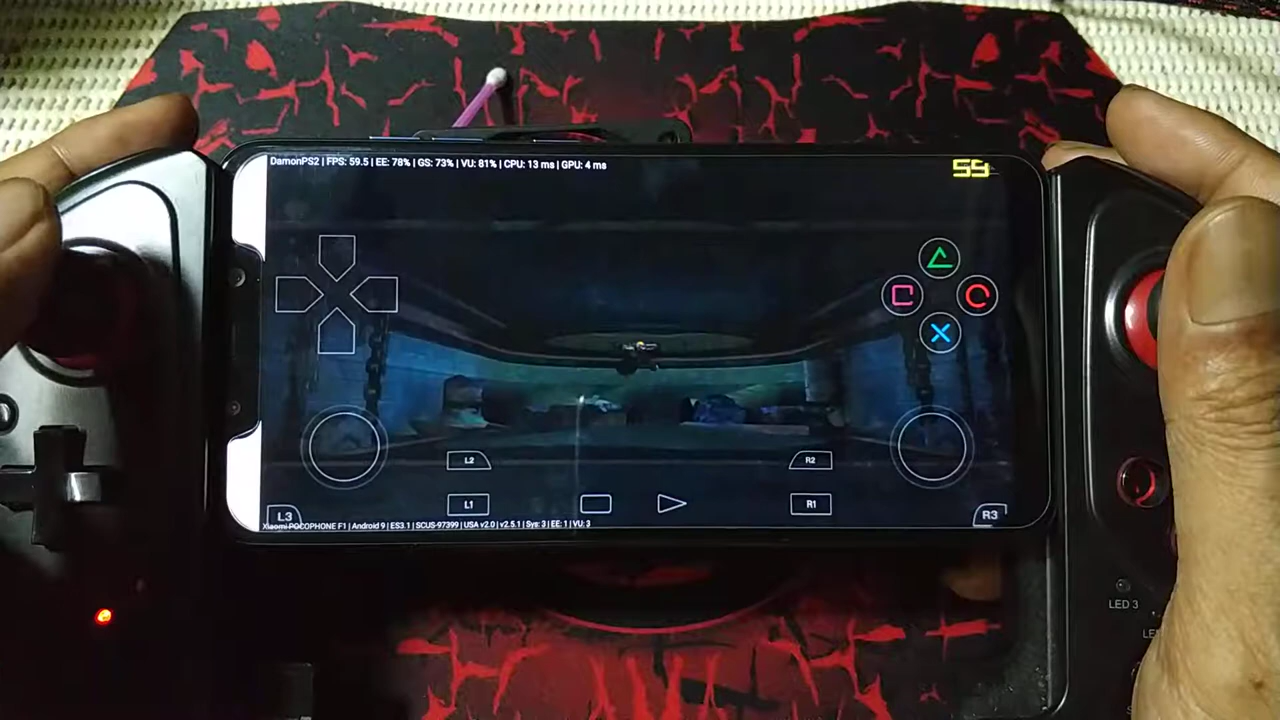 DamonPS2 | FPS: 59.5 | EE: 78% | GS: 73% | VU: 81% | CPU: 13 ms | GPU: 4 ms
59
L2
R2
L1
R1
L3
R3
Xiaomi POCOPHONE F1 | Android 9 | ES3.1 | SCUS-97399 | USA v2.0 | v2.5.1 | Sys: 3 | EE: 1 | VU: 3
LED 3